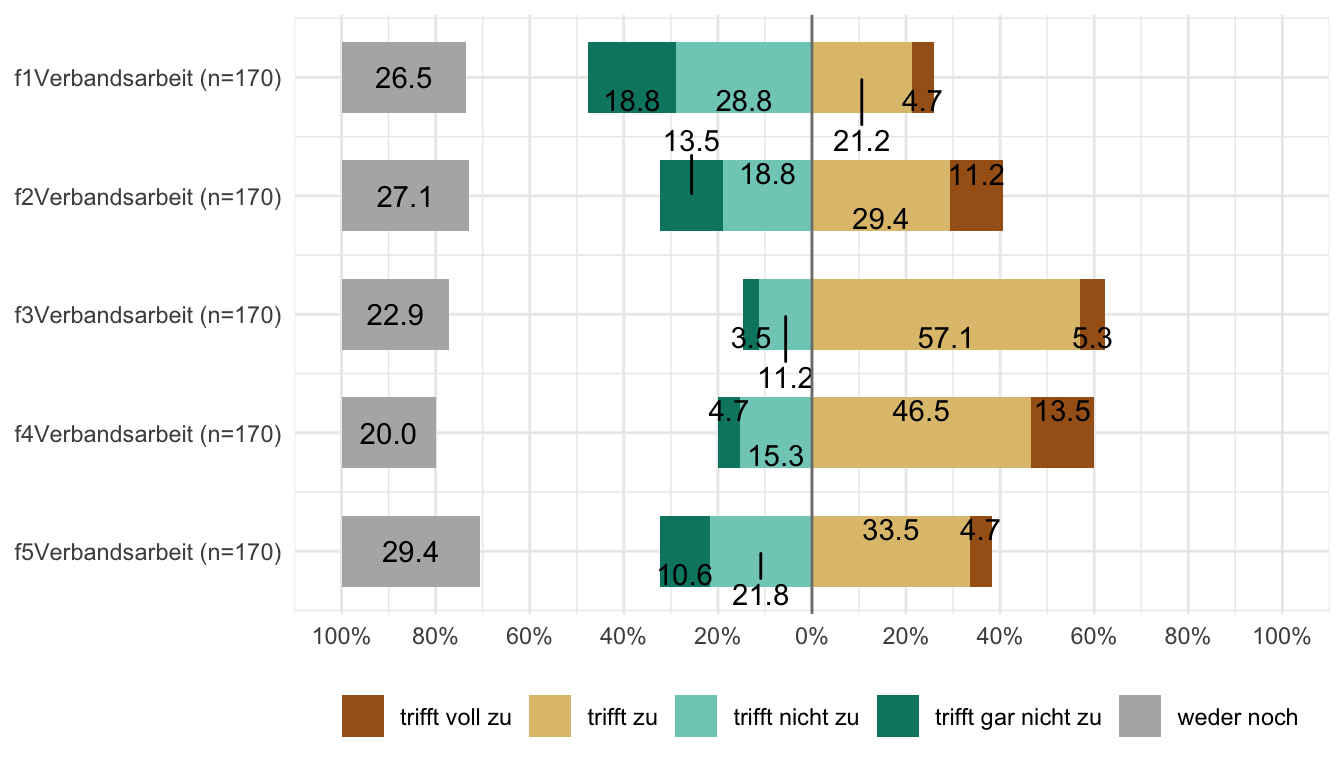 f1Verbandsarbeit (n=170) 26.5 18.8 28.8 4.7
13.5 21.2
f2Verbandsarbeit (n=170) 27.1 18.8 29.4 11.2
f3Verbandsarbeit (n=170) 22.9 3.5 57.1 5.3
11.2
f4Verbandsarbeit (n=170) 20.0 4.7 15.3 46.5 13.5
f5Verbandsarbeit (n=170) 29.4 10.6 33.5 4.7
21.8
100% 80% 60% 40% 20% 0% 20% 40% 60% 80% 100%
trifft voll zu trifft zu trifft nicht zu trifft gar nicht zu weder noch